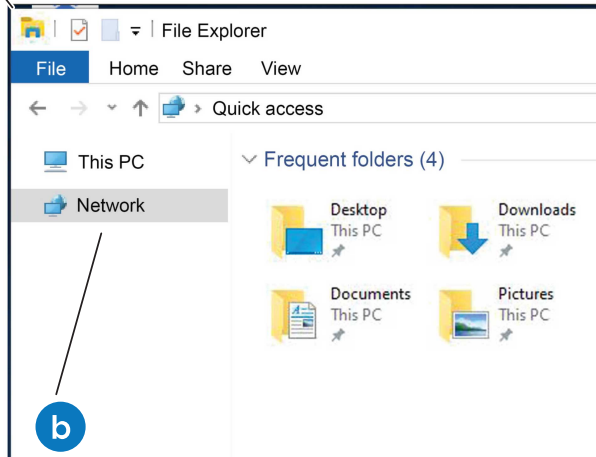 File Explorer
File Home Share View
Quick access
This PC
Network
Frequent folders (4)
Desktop
This PC
Downloads
This PC
Documents
This PC
Pictures
This PC
b